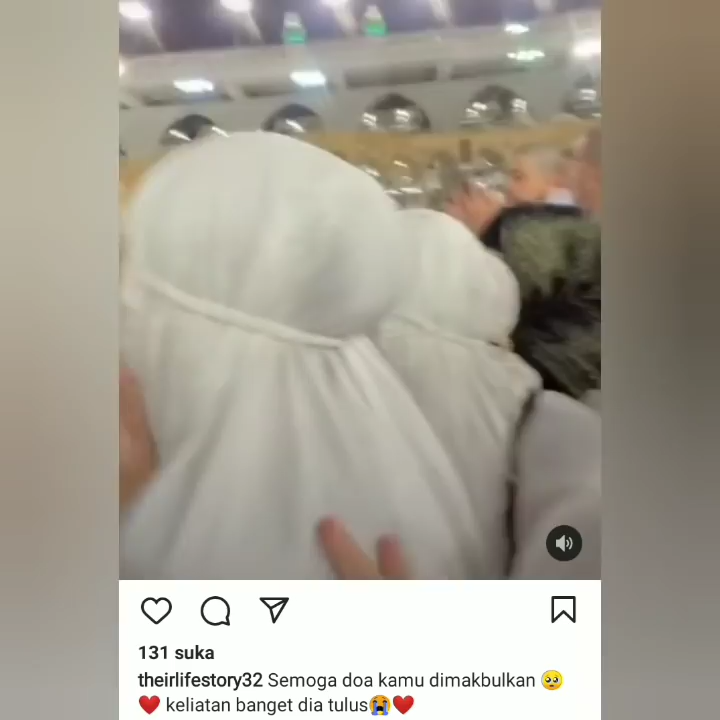 131 suka
theirlifestory32 Semoga doa kamu dimakbulkan 🥺
❤️ keliatan banget dia tulus😭❤️